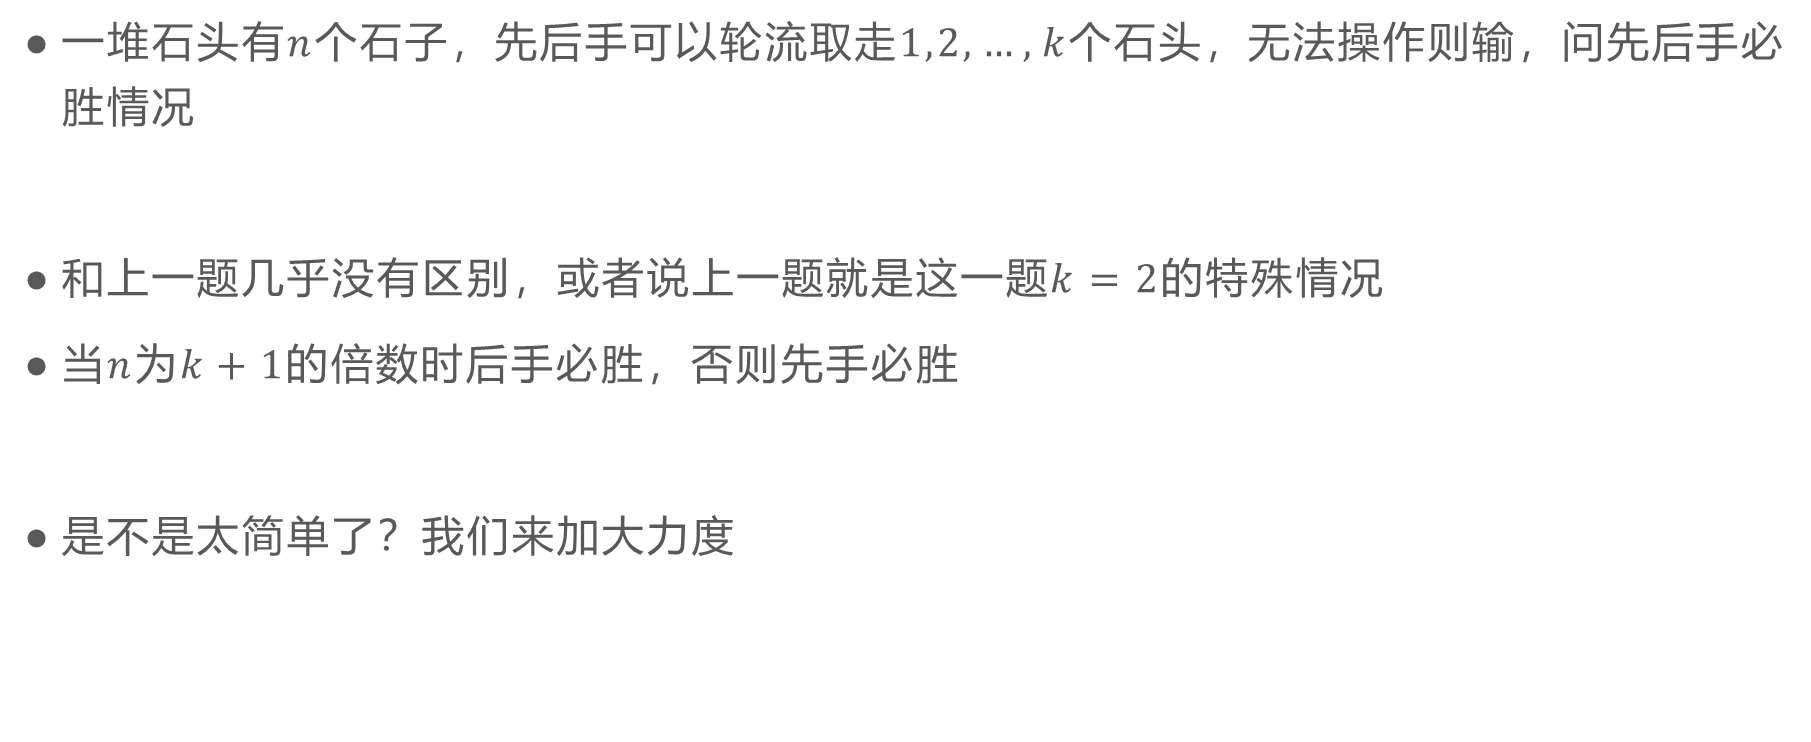 ● 一堆石头有n个石子，先后手可以轮流取走1,2, … , k个石头，无法操作则输，问先后手必
胜情况
● 和上一题几乎没有区别，或者说上一题就是这一题k = 2的特殊情况
● 当n为k + 1的倍数时后手必胜，否则先手必胜
● 是不是太简单了？我们来加大力度